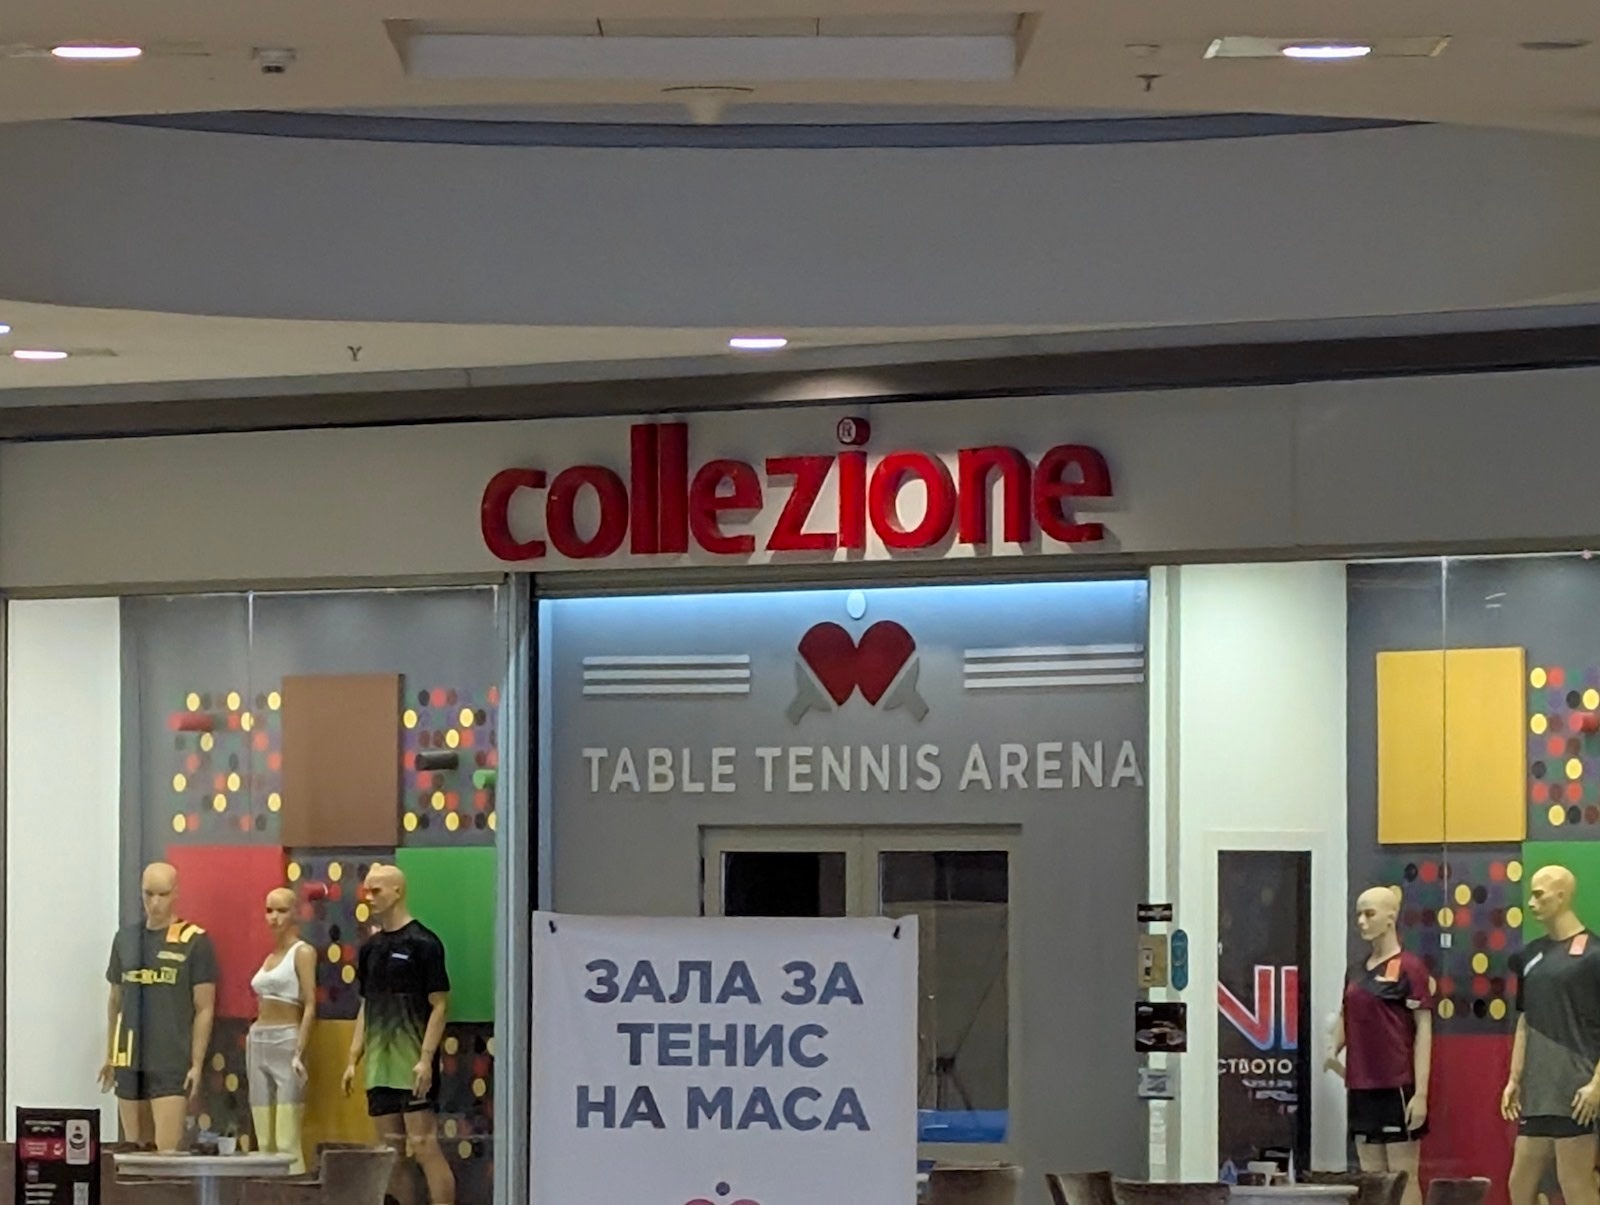 collezione
TABLE TENNIS ARENA
ЗАЛА ЗА
ТЕНИС
НА МАСА